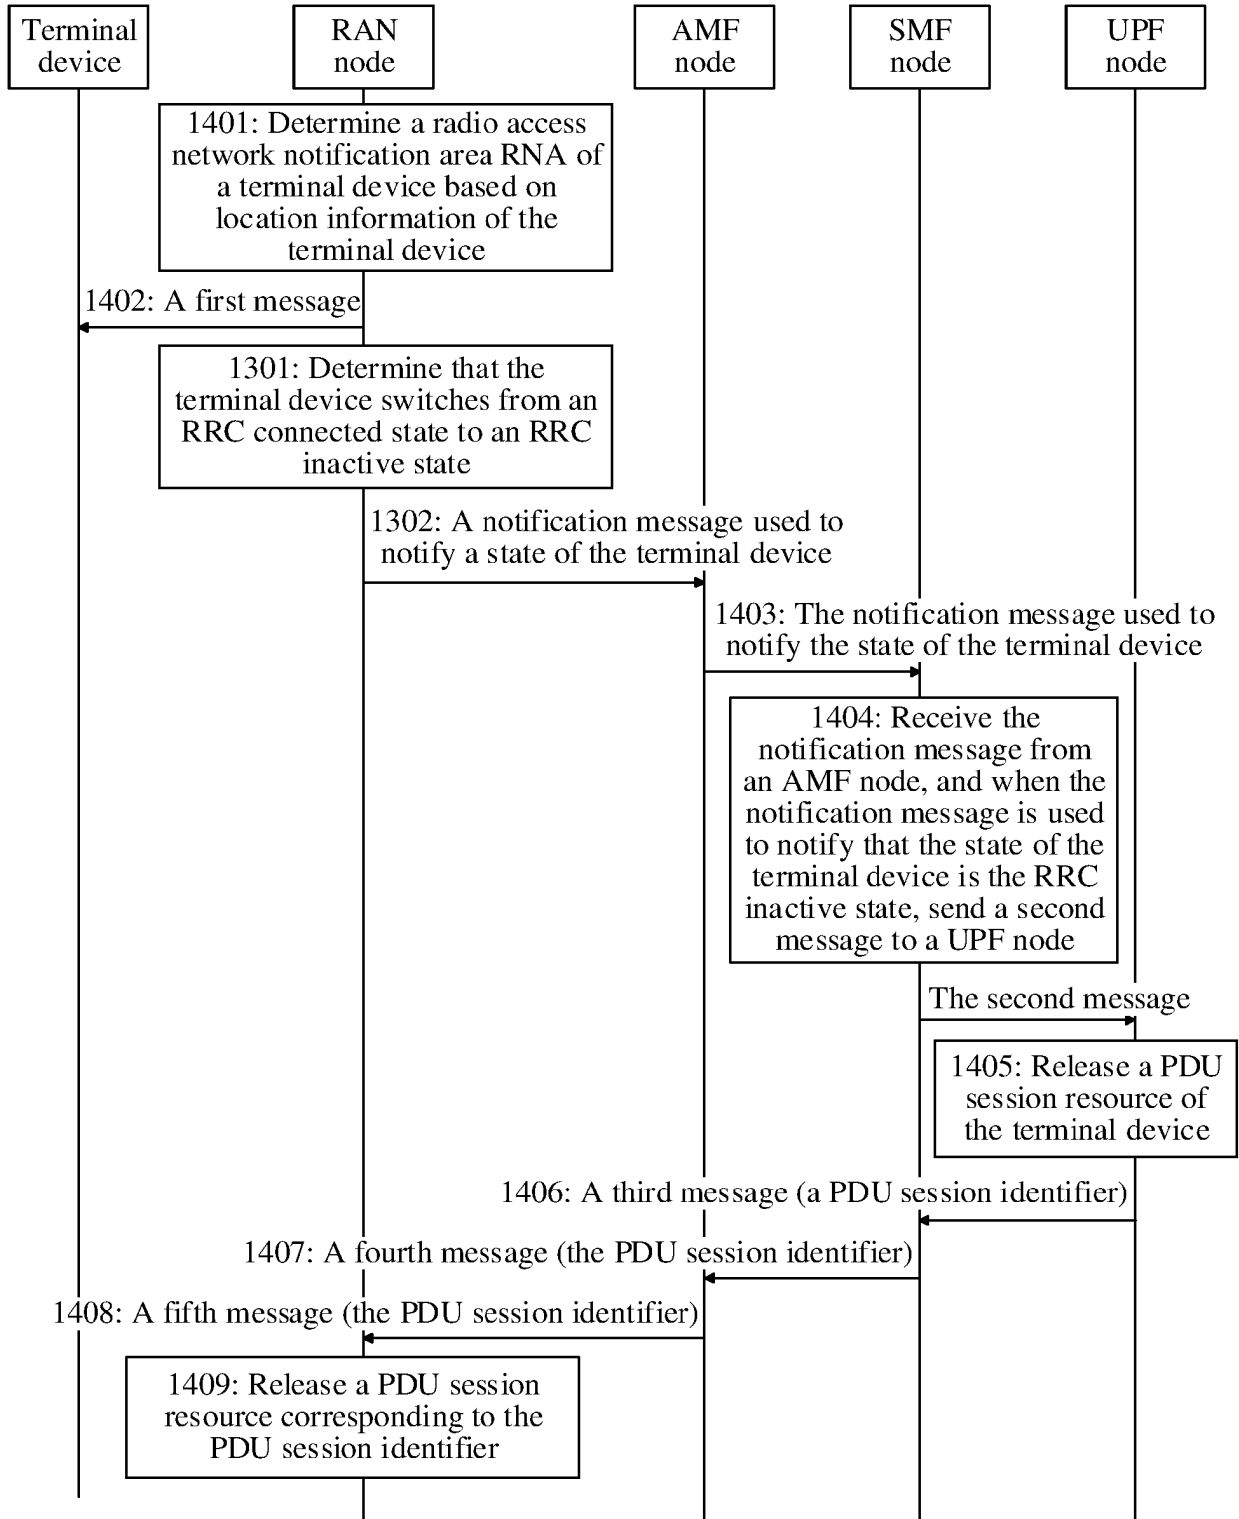 Terminal
device
RAN
node
AMF
node
SMF
node
UPF
node
1401: Determine a radio access
network notification area RNA of
a terminal device based on
location information of the
terminal device
1402: A first message
1301: Determine that the
terminal device switches from an
RRC connected state to an RRC
inactive state
1302: A notification message used to
notify a state of the terminal device
1403: The notification message used to
notify the state of the terminal device
1404: Receive the
notification message from
an AMF node, and when the
notification message is used
to notify that the state of the
terminal device is the RRC
inactive state, send a second
message to a UPF node
The second message
1405: Release a PDU
session resource of
the terminal device
1406: A third message (a PDU session identifier)
1407: A fourth message (the PDU session identifier)
1408: A fifth message (the PDU session identifier)
1409: Release a PDU session
resource corresponding to the
PDU session identifier